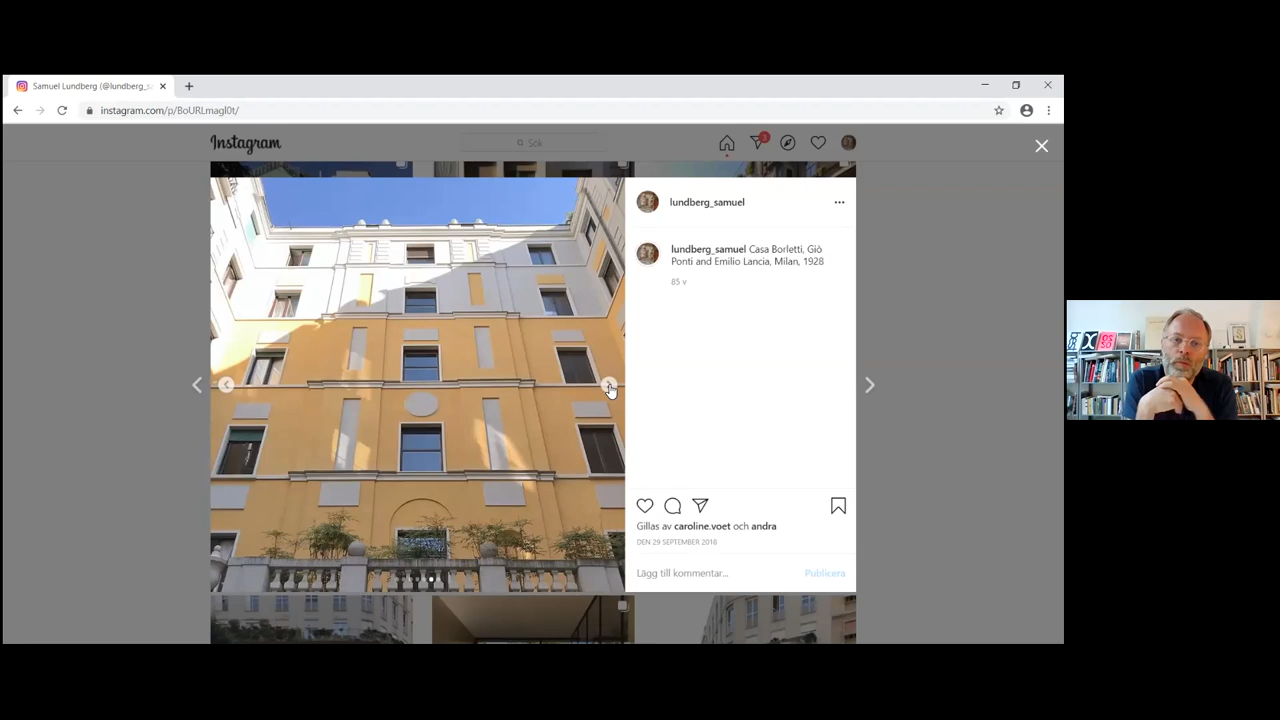 Samuel Lundberg (@lundberg_s
instagram.com/p/BoURLmagl0t/
Instagram
Sök
3
lundberg_samuel
lundberg_samuel Casa Borletti, Giò
Ponti and Emilio Lancia, Milan, 1928
85 v
Gillas av caroline.voet och andra
DEN 29 SEPTEMBER 2018
Lägg till kommentar...
Publicera